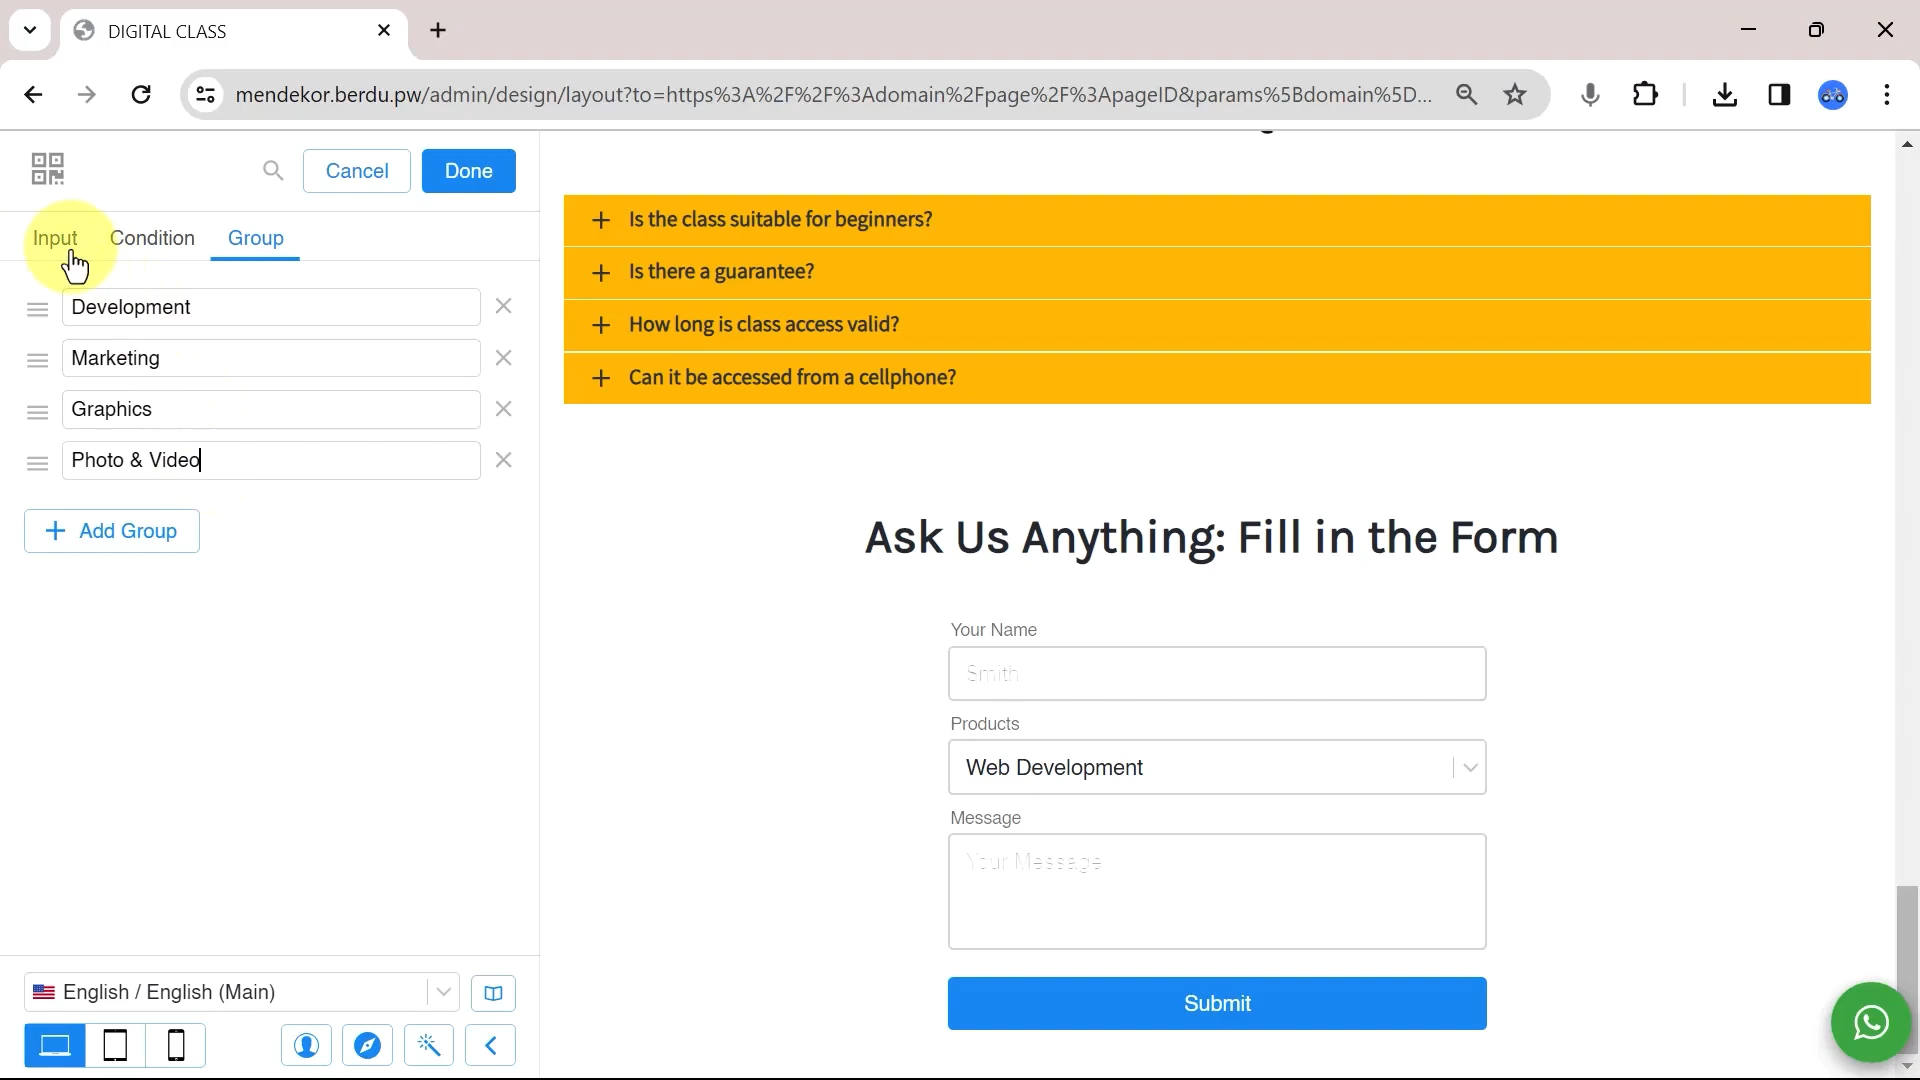 DIGITAL CLASS
mendekor.berdu.pw/admin/design/layout?to=https%3A%2F%2F%3Adomain%2Fpage%2F%3ApageID&params%5Bdomain%5D...
Cancel
Done
Input
Condition
Group
Development
Marketing
Graphics
Photo & Video
Add Group
English / English (Main)
Is the class suitable for beginners?
Is there a guarantee?
How long is class access valid?
Can it be accessed from a cellphone?
Ask Us Anything: Fill in the Form
Your Name
Smith
Products
Web Development
Message
Your Message
Submit